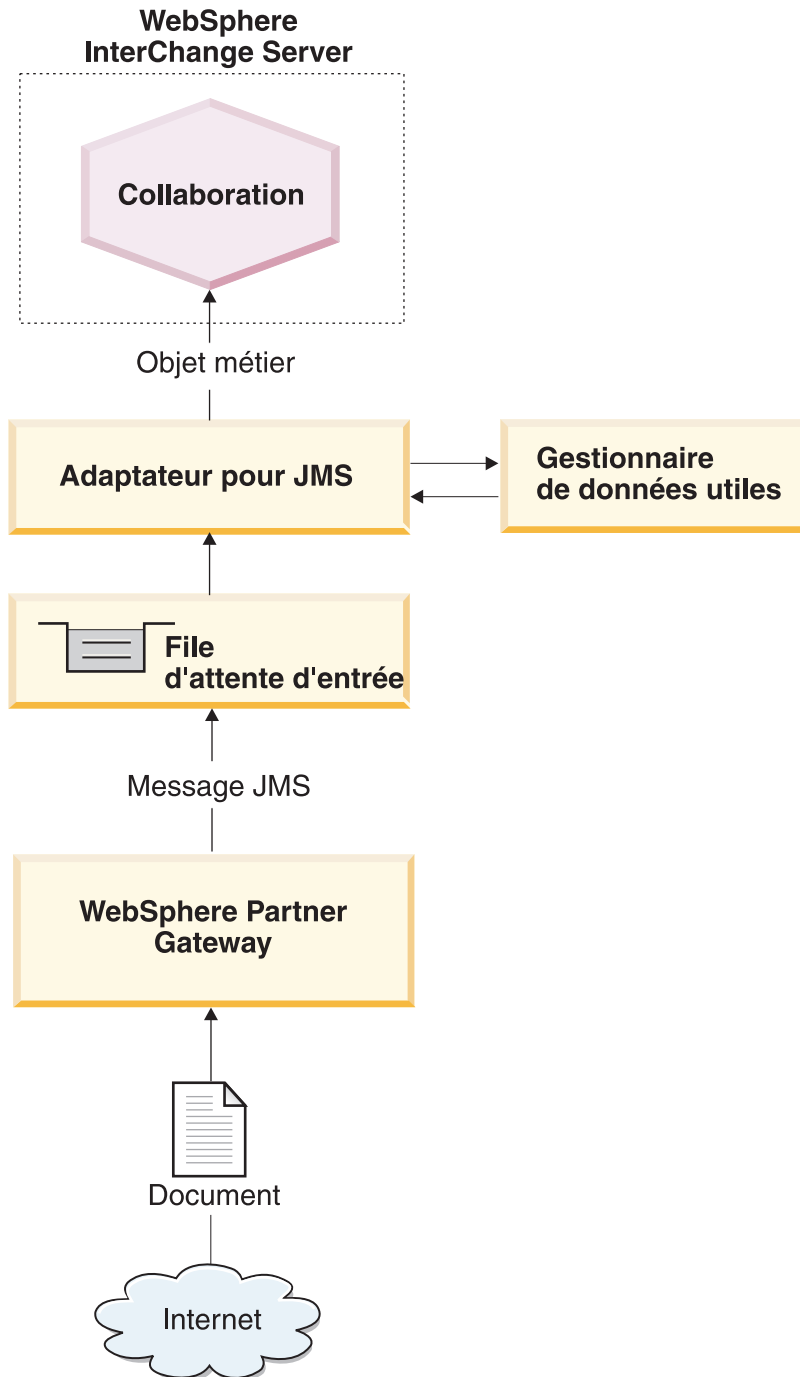 WebSphere
InterChange Server
Collaboration
Objet métier
Adaptateur pour JMS
Gestionnaire
de données utiles
File
d'attente d'entrée
Message JMS
WebSphere Partner
Gateway
Document
Internet